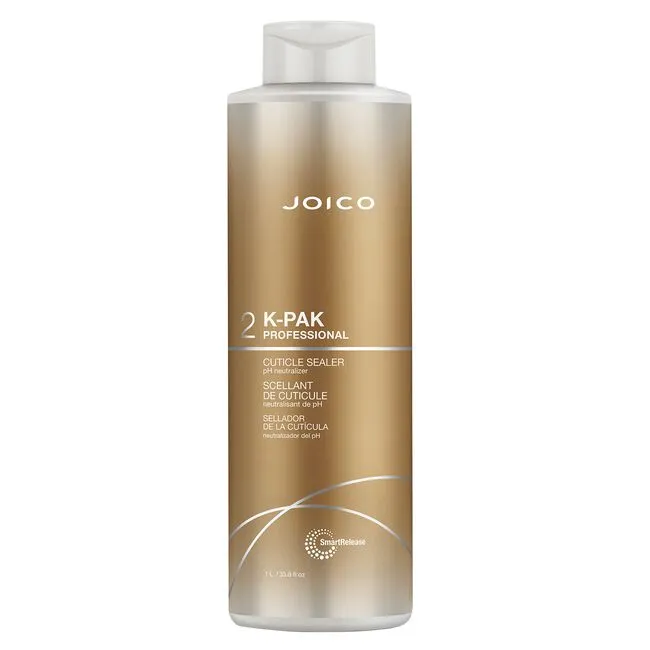 JOICO
2 K-PAK
PROFESSIONAL
CUTICLE SEALER
pH neutralizer
SCELLANT
DE CUTICULE
neutralisant de pH
SELLADOR
DE LA CUTÍCULA
neutralizador del pH
SmartRelease
1 L / 33.8 fl oz